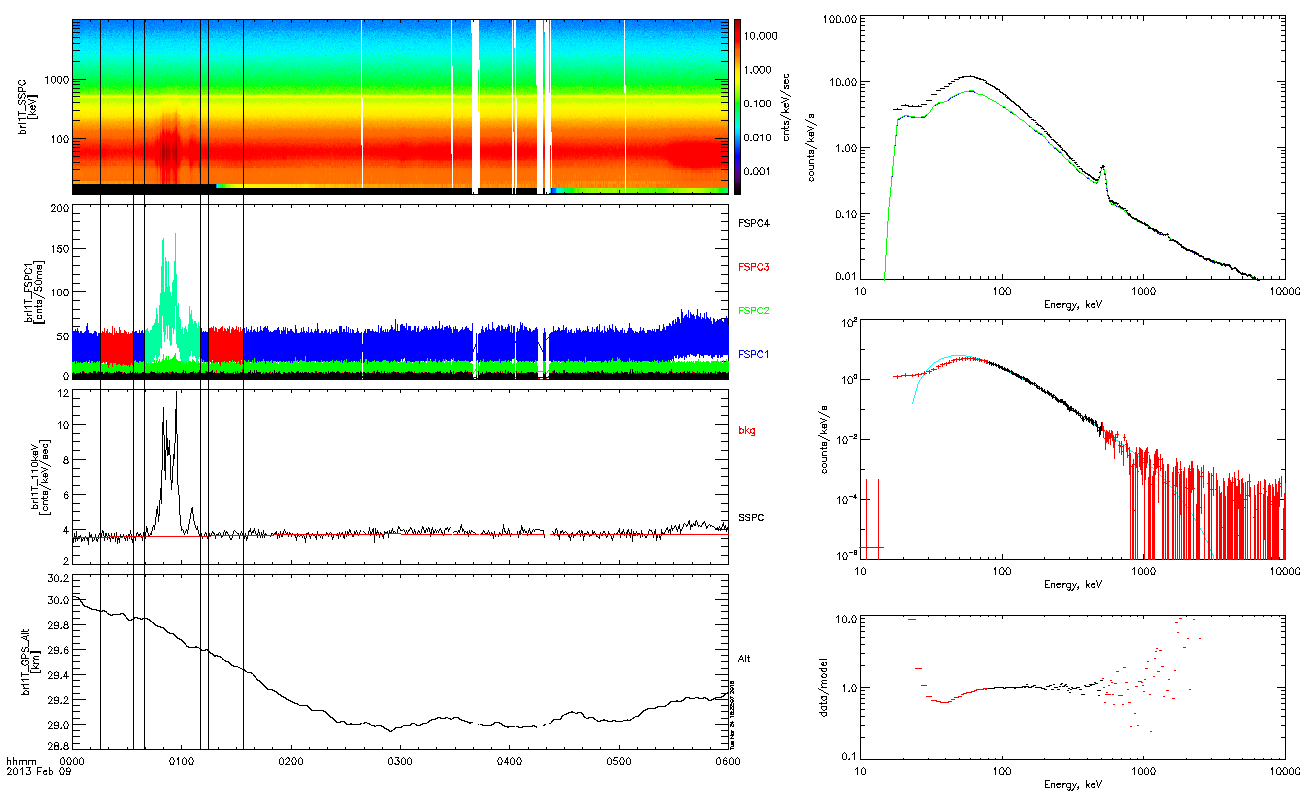 brl1T_SSPC
[keV]
1000
100
10.000
1.000
0.100
0.010
0.001
cnts/keV/sec
brl1T_FSPC1
[cnts/50ms]
200
150
100
50
0
FSPC4
FSPC3
FSPC2
FSPC1
brl1T_110keV
[cnts/keV/sec]
12
10
8
6
4
2
bkg
SSPC
brl1T_GPS_Alt
[km]
30.2
30.0
29.8
29.6
29.4
29.2
29.0
28.8
Alt
hhmm
2013 Feb 09
0000 0100 0200 0300 0400 0500 0600
counts/keV/s
100.00
10.00
1.00
0.10
0.01
10 100 1000 10000
Energy, keV
counts/keV/s
10² 
10⁰
10⁻²
10⁻⁴
10⁻⁶
10 100 1000 10000
Energy, keV
data/model
10.0
1.0
0.1
10 100 1000 10000
Energy, keV